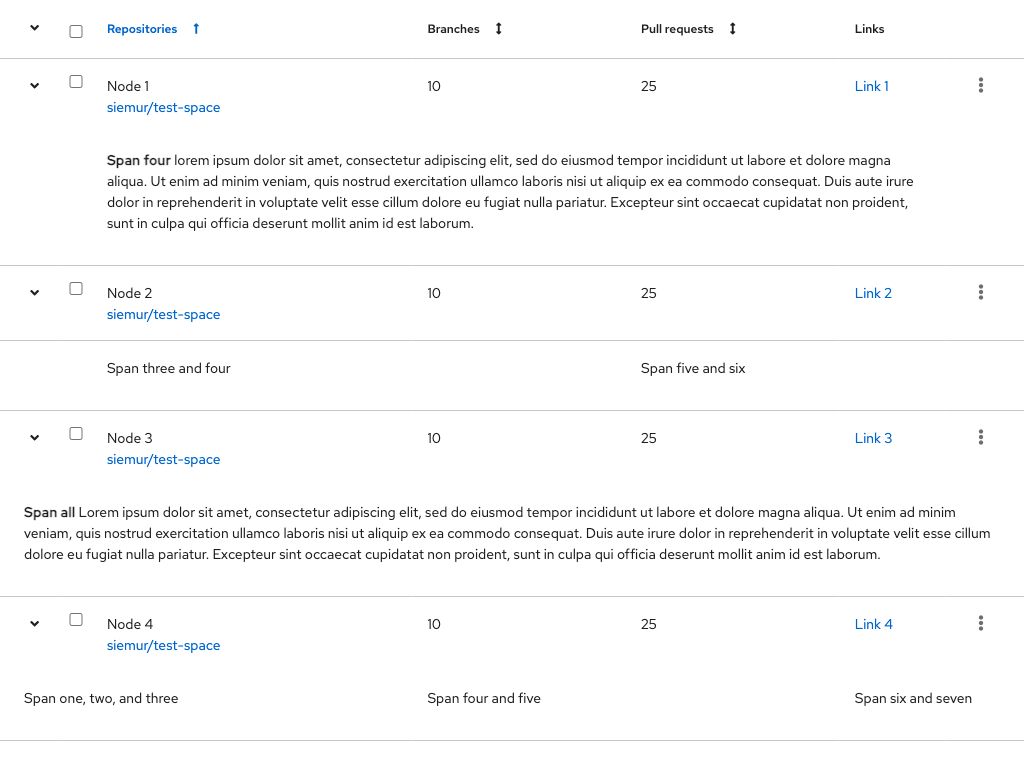 Repositories Branches Pull requests Links
Node 1 10 25 Link 1
siemur/test-space
Span four lorem ipsum dolor sit amet, consectetur adipiscing elit, sed do eiusmod tempor incididunt ut labore et dolore magna
aliqua. Ut enim ad minim veniam, quis nostrud exercitation ullamco laboris nisi ut aliquip ex ea commodo consequat. Duis aute irure
dolor in reprehenderit in voluptate velit esse cillum dolore eu fugiat nulla pariatur. Excepteur sint occaecat cupidatat non proident,
sunt in culpa qui officia deserunt mollit anim id est laborum.
Node 2 10 25 Link 2
siemur/test-space
Span three and four Span five and six
Node 3 10 25 Link 3
siemur/test-space
Span all Lorem ipsum dolor sit amet, consectetur adipiscing elit, sed do eiusmod tempor incididunt ut labore et dolore magna aliqua. Ut enim ad minim
veniam, quis nostrud exercitation ullamco laboris nisi ut aliquip ex ea commodo consequat. Duis aute irure dolor in reprehenderit in voluptate velit esse cillum
dolore eu fugiat nulla pariatur. Excepteur sint occaecat cupidatat non proident, sunt in culpa qui officia deserunt mollit anim id est laborum.
Node 4 10 25 Link 4
siemur/test-space
Span one, two, and three Span four and five Span six and seven